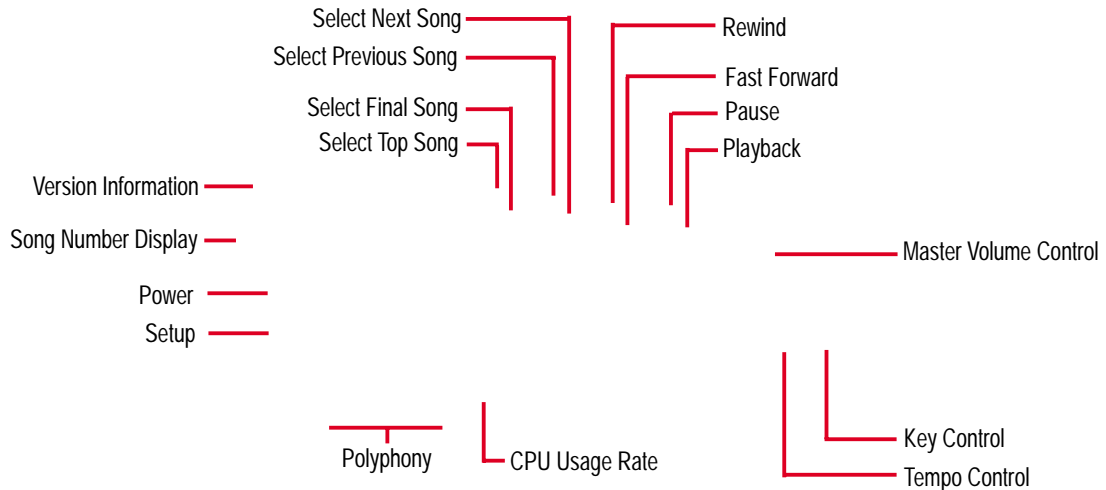 Select Next Song
Select Previous Song
Select Final Song
Select Top Song
Rewind
Fast Forward
Pause
Playback
Version Information
Song Number Display
Power
Setup
Master Volume Control
Polyphony
CPU Usage Rate
Key Control
Tempo Control